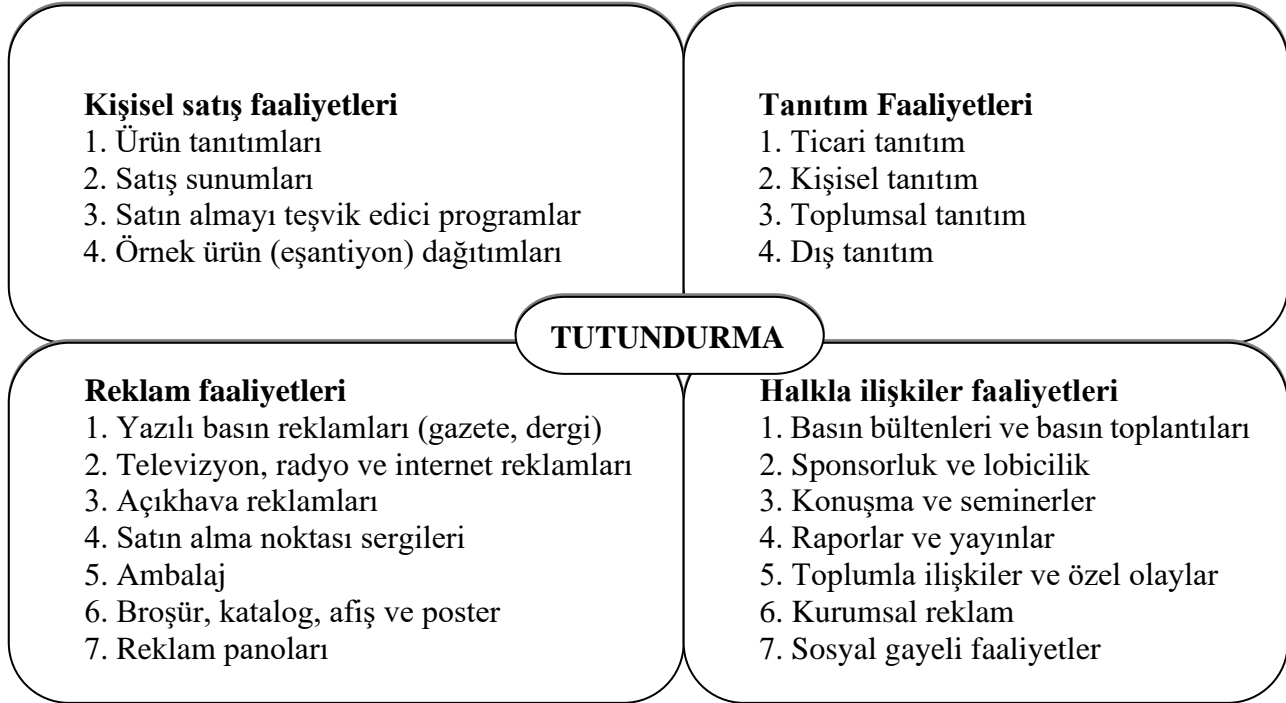 Kişisel satış faaliyetleri
1. Ürün tanıtımları
2. Satış sunumları
3. Satın almayı teşvik edici programlar
4. Örnek ürün (eşantiyon) dağıtımları
Tanıtım Faaliyetleri
1. Ticari tanıtım
2. Kişisel tanıtım
3. Toplumsal tanıtım
4. Dış tanıtım
TUTUNDURMA
Reklam faaliyetleri
1. Yazılı basın reklamları (gazete, dergi)
2. Televizyon, radyo ve internet reklamları
3. Açıkhava reklamları
4. Satın alma noktası sergileri
5. Ambalaj
6. Broşür, katalog, afiş ve poster
7. Reklam panoları
Halkla ilişkiler faaliyetleri
1. Basın bültenleri ve basın toplantıları
2. Sponsorluk ve lobicilik
3. Konuşma ve seminerler
4. Raporlar ve yayınlar
5. Toplumla ilişkiler ve özel olaylar
6. Kurumsal reklam
7. Sosyal gayeli faaliyetler